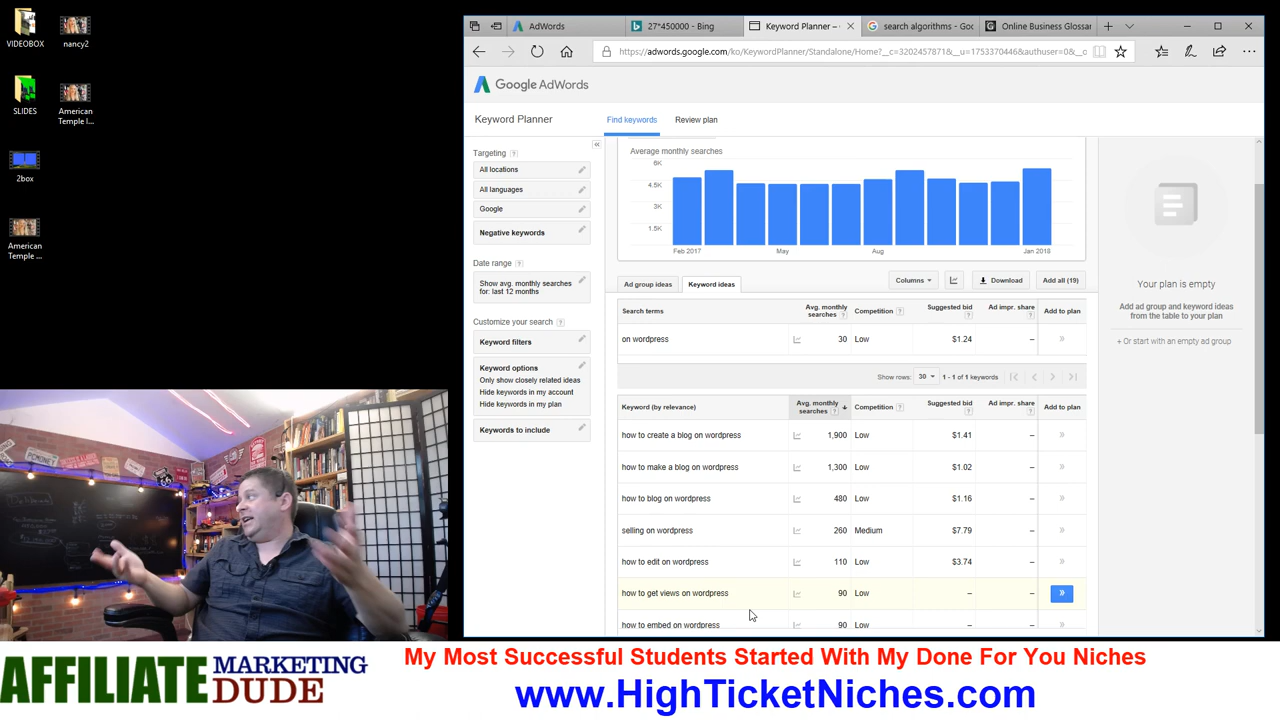 VIDEOBOX
nancy2
SLIDES
American
Temple I...
2box
American
Temple ...
AdWords
27*450000 - Bing
Keyword Planner –
search algorithms - Goo
Online Business Glossar
https://adwords.google.com/ko/KeywordPlanner/Standalone/Home?__c=3202457871&__u=1753370446&authuser=0&__o
Google AdWords
Keyword Planner
Find keywords
Review plan
Targeting ?
All locations
All languages
Google
Negative keywords
Date range ?
Show avg. monthly searches
for: last 12 months
Customize your search ?
Keyword filters
Keyword options
Only show closely related ideas
Hide keywords in my account
Hide keywords in my plan
Keywords to include
Average monthly searches
6K
4.5K
3K
1.5K
Feb 2017 May Aug Jan 2018
Ad group ideas
Keyword ideas
Columns
Download
Add all (19)
Search terms Avg. monthly searches ? Competition ? Suggested bid ? Ad impr. share ? Add to plan
on wordpress 30 Low $1.24 – »
Show rows: 30 1 - 1 of 1 keywords
Keyword (by relevance) Avg. monthly searches ? Competition ? Suggested bid ? Ad impr. share ? Add to plan
how to create a blog on wordpress 1,900 Low $1.41 – »
how to make a blog on wordpress 1,300 Low $1.02 – »
how to blog on wordpress 480 Low $1.16 – »
selling on wordpress 260 Medium $7.79 – »
how to edit on wordpress 110 Low $3.74 – »
how to get views on wordpress 90 Low – – »
how to embed on wordpress 90 Low – – »
Your plan is empty
Add ad group and keyword ideas
from the table to your plan
+ Or start with an empty ad group
PCMONEY
AFFILIATE MARKETING DUDE
My Most Successful Students Started With My Done For You Niches
www.HighTicketNiches.com